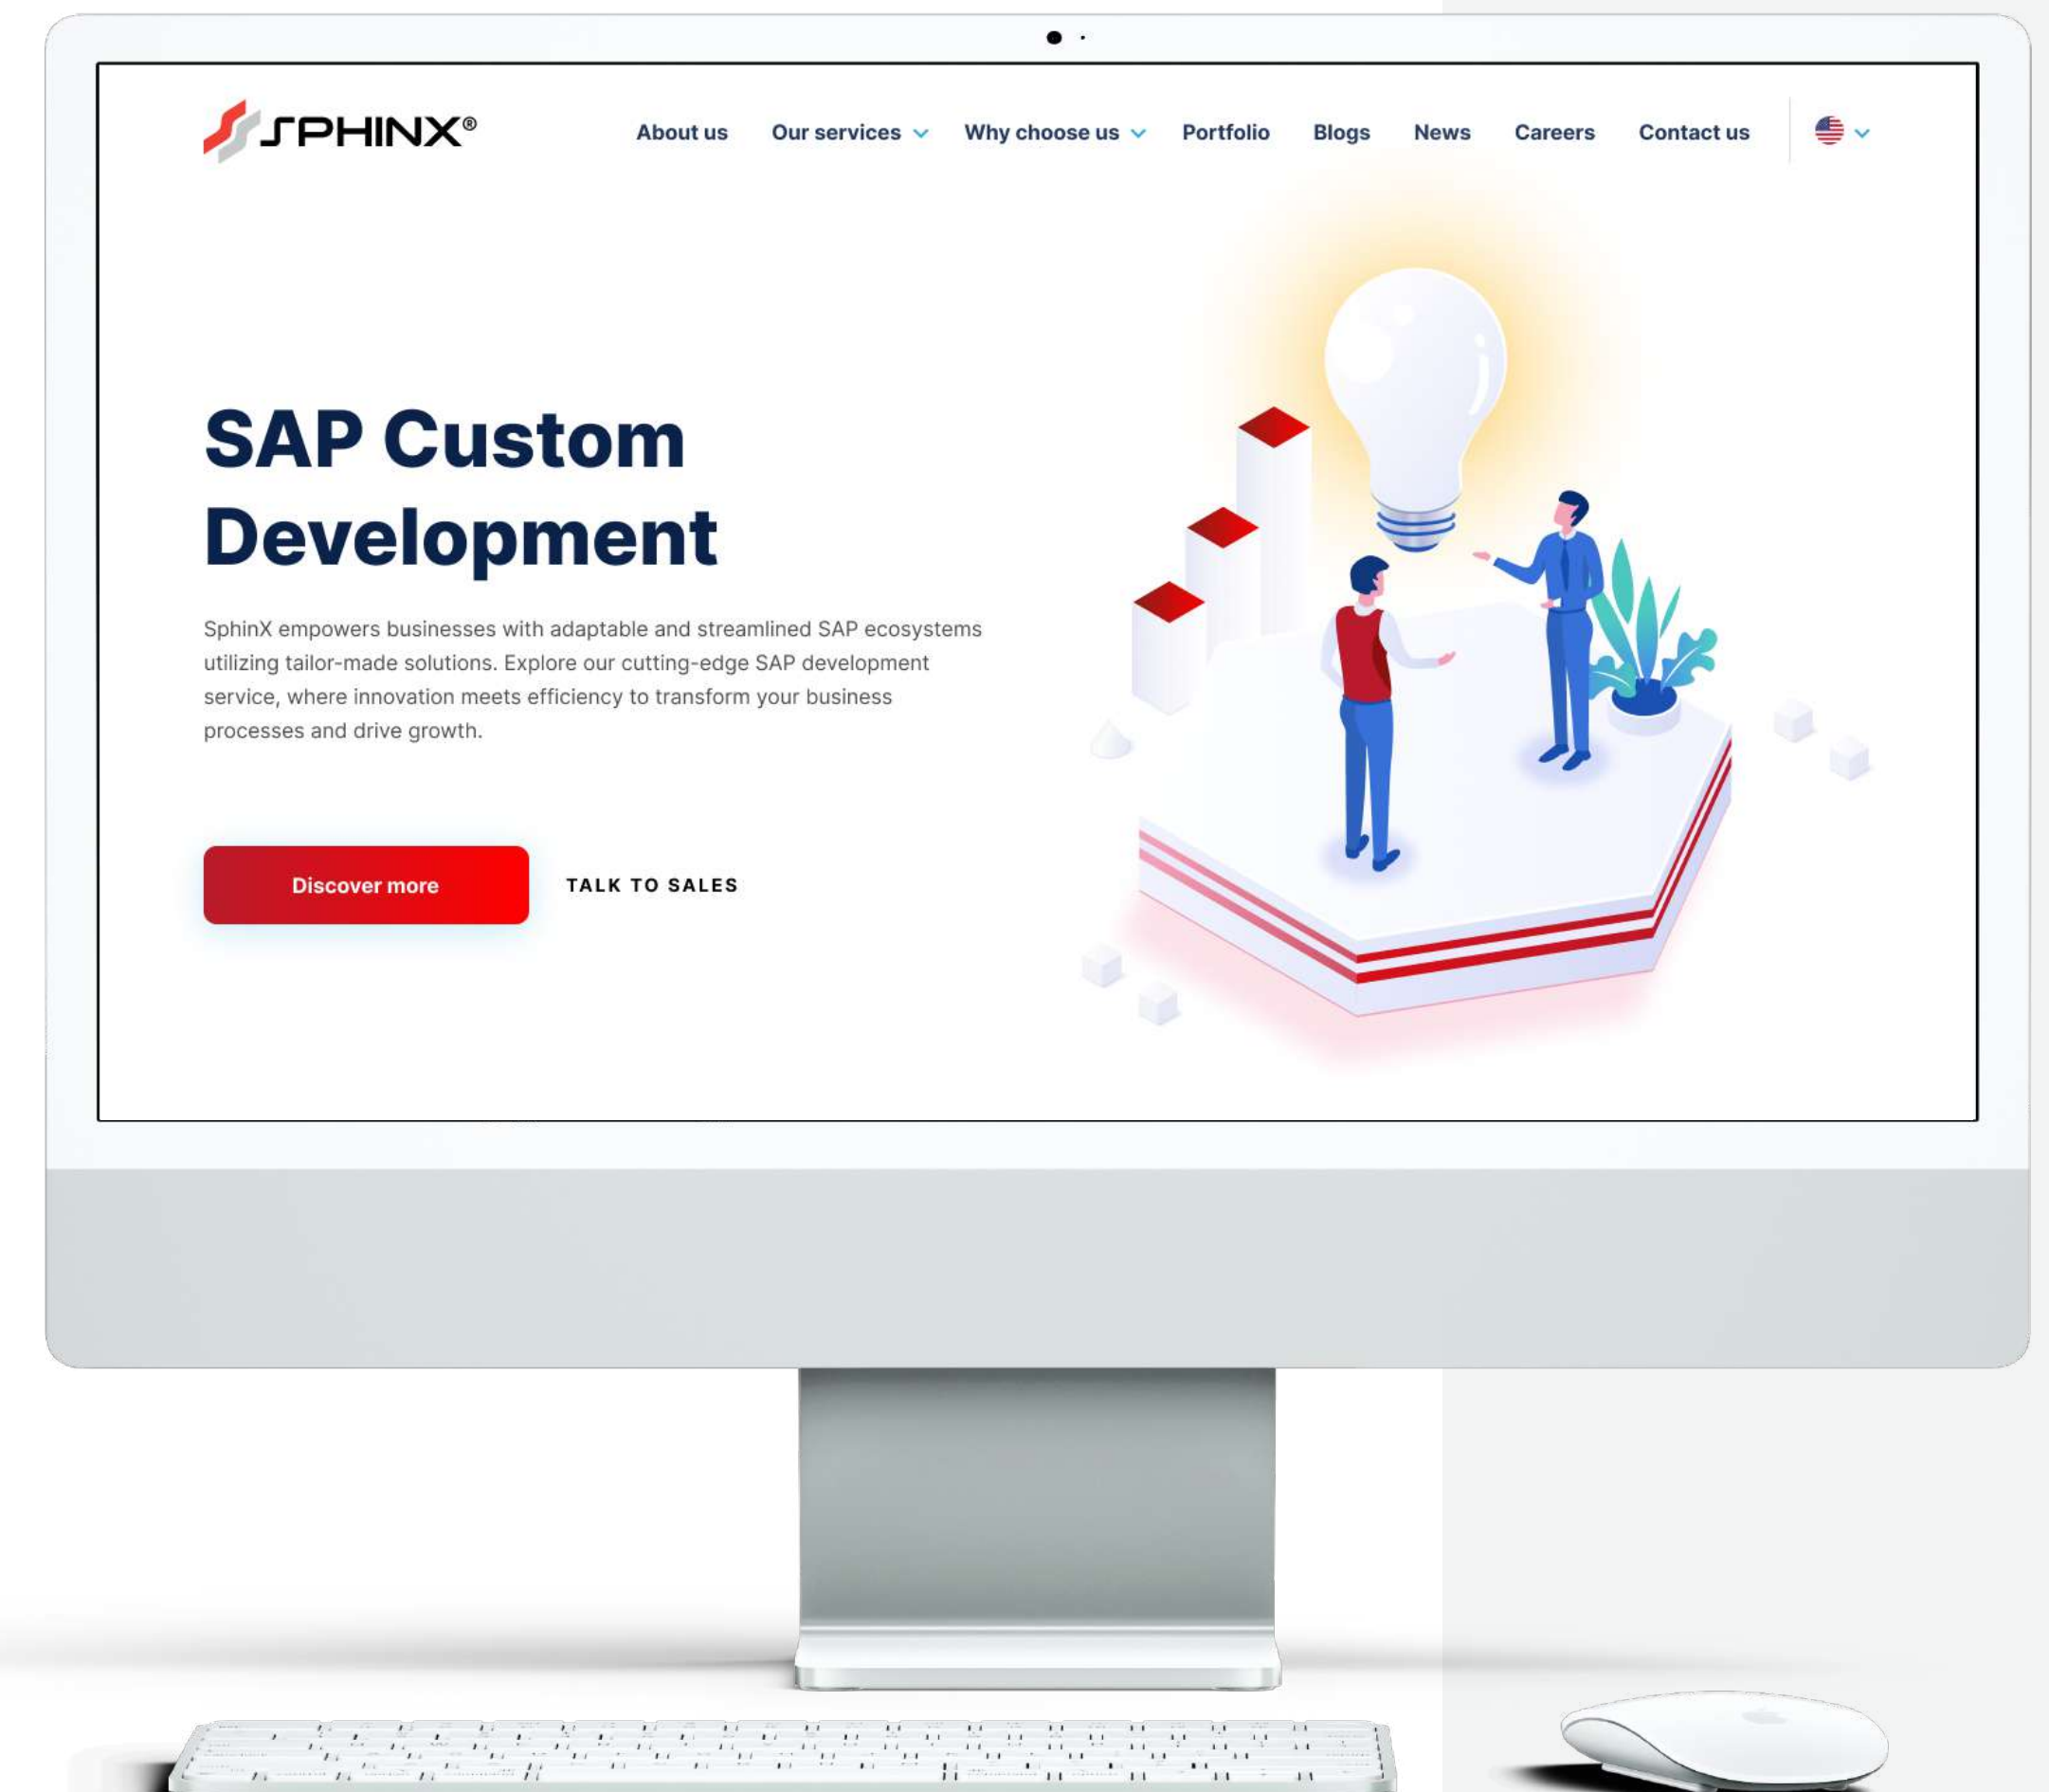 SPHINX®
About us Our services Why choose us Portfolio Blogs News Careers Contact us
SAP Custom
Development
SphinX empowers businesses with adaptable and streamlined SAP ecosystems
utilizing tailor-made solutions. Explore our cutting-edge SAP development
service, where innovation meets efficiency to transform your business
processes and drive growth.
Discover more TALK TO SALES